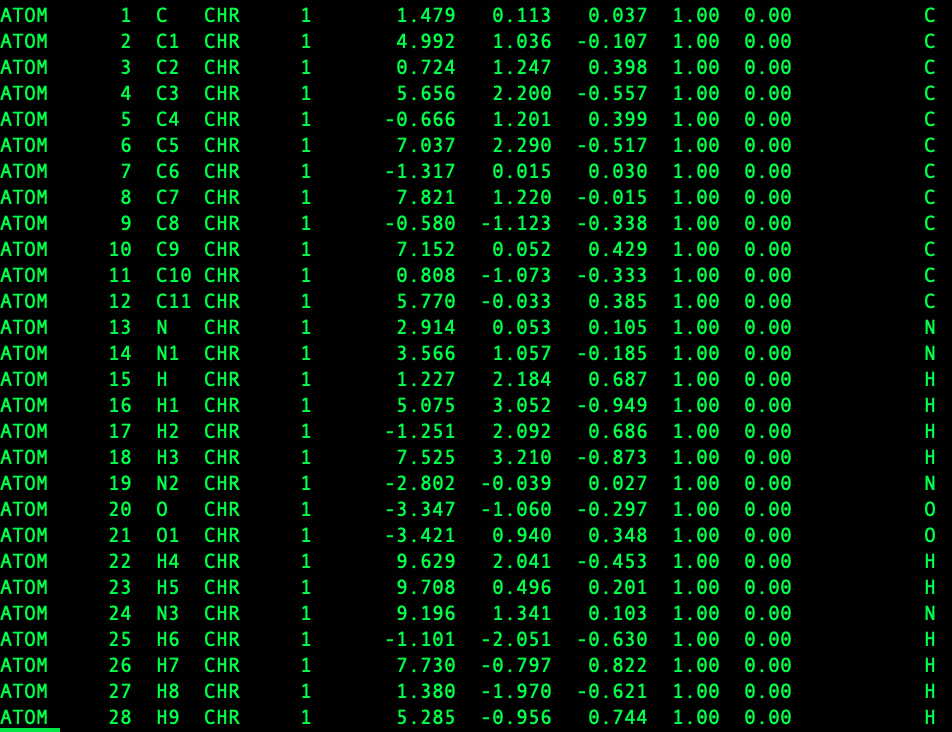 ATOM 1 C CHR 1 1.479 0.113 0.037 1.00 0.00 C
ATOM 2 C1 CHR 1 4.992 1.036 -0.107 1.00 0.00 C
ATOM 3 C2 CHR 1 0.724 1.247 0.398 1.00 0.00 C
ATOM 4 C3 CHR 1 5.656 2.200 -0.557 1.00 0.00 C
ATOM 5 C4 CHR 1 -0.666 1.201 0.399 1.00 0.00 C
ATOM 6 C5 CHR 1 7.037 2.290 -0.517 1.00 0.00 C
ATOM 7 C6 CHR 1 -1.317 0.015 0.030 1.00 0.00 C
ATOM 8 C7 CHR 1 7.821 1.220 -0.015 1.00 0.00 C
ATOM 9 C8 CHR 1 -0.580 -1.123 -0.338 1.00 0.00 C
ATOM 10 C9 CHR 1 7.152 0.052 0.429 1.00 0.00 C
ATOM 11 C10 CHR 1 0.808 -1.073 -0.333 1.00 0.00 C
ATOM 12 C11 CHR 1 5.770 -0.033 0.385 1.00 0.00 C
ATOM 13 N CHR 1 2.914 0.053 0.105 1.00 0.00 N
ATOM 14 N1 CHR 1 3.566 1.057 -0.185 1.00 0.00 N
ATOM 15 H CHR 1 1.227 2.184 0.687 1.00 0.00 H
ATOM 16 H1 CHR 1 5.075 3.052 -0.949 1.00 0.00 H
ATOM 17 H2 CHR 1 -1.251 2.092 0.686 1.00 0.00 H
ATOM 18 H3 CHR 1 7.525 3.210 -0.873 1.00 0.00 H
ATOM 19 N2 CHR 1 -2.802 -0.039 0.027 1.00 0.00 N
ATOM 20 O CHR 1 -3.347 -1.060 -0.297 1.00 0.00 O
ATOM 21 O1 CHR 1 -3.421 0.940 0.348 1.00 0.00 O
ATOM 22 H4 CHR 1 9.629 2.041 -0.453 1.00 0.00 H
ATOM 23 H5 CHR 1 9.708 0.496 0.201 1.00 0.00 H
ATOM 24 N3 CHR 1 9.196 1.341 0.103 1.00 0.00 N
ATOM 25 H6 CHR 1 -1.101 -2.051 -0.630 1.00 0.00 H
ATOM 26 H7 CHR 1 7.730 -0.797 0.822 1.00 0.00 H
ATOM 27 H8 CHR 1 1.380 -1.970 -0.621 1.00 0.00 H
ATOM 28 H9 CHR 1 5.285 -0.956 0.744 1.00 0.00 H